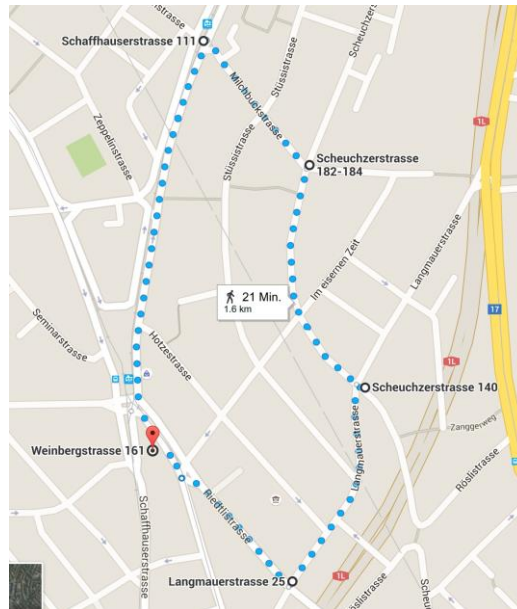 Schaffhauserstrasse 111
Milchbuckstrasse
Stüssistrasse
Scheuchzerstrasse
Zeppelinstrasse
Stüssistrasse
Scheuchzerstrasse
182-184
1L
Langmauerstrasse
Im eisernen Zeit
21 Min.
1.6 km
17
Seminarstrasse
Hotzestrasse
1L
Scheuchzerstrasse 140
Langmauerstrasse
Zanggerweg
Weinbergstrasse 161
Röslistrasse
Schaffhauserstrasse
Riedtlistrasse
Langmauerstrasse 25
1L
Röslistrasse
Scheu